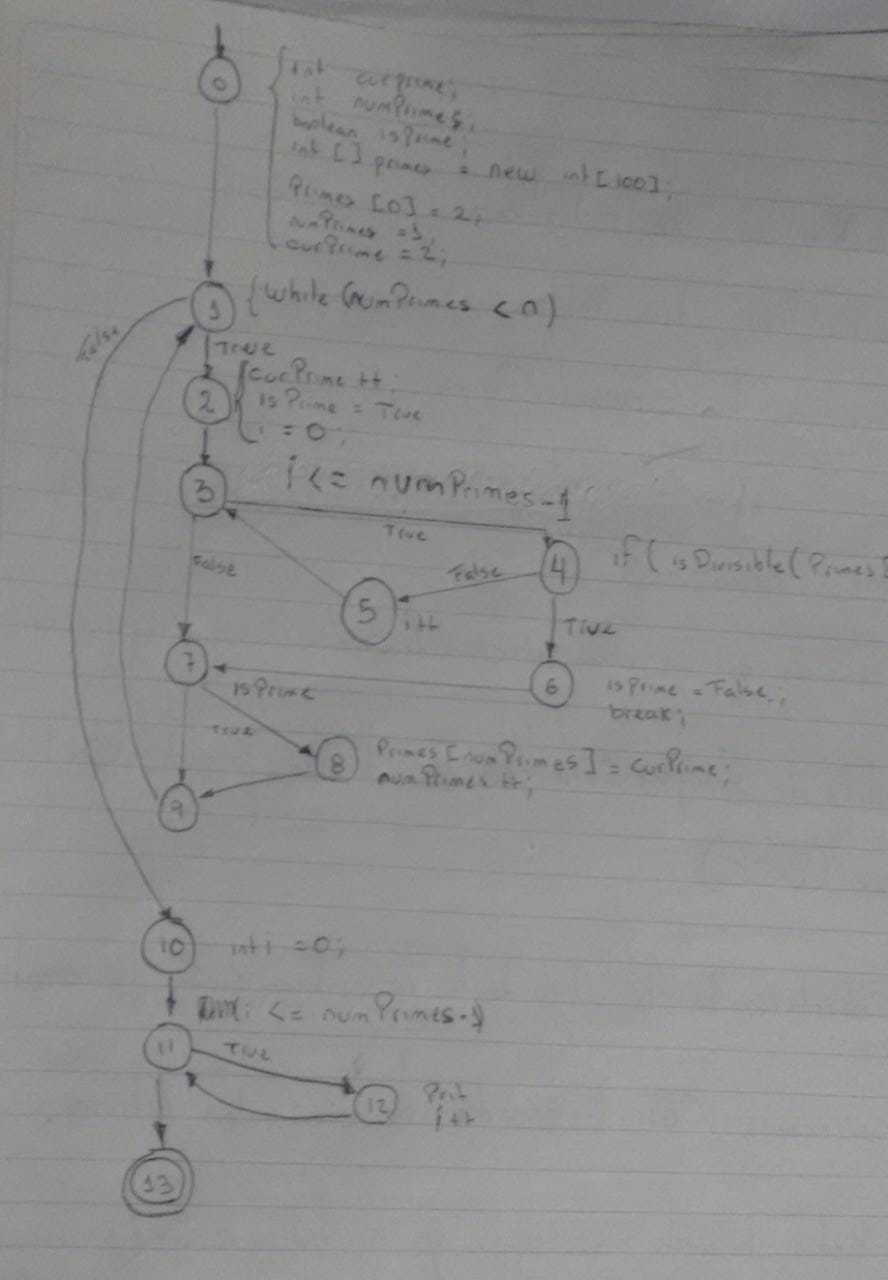 0
int curprime;
int numPrimes;
boolean isPrime;
int [] primes = new int[100];
Primes [0] = 2;
numPrimes = 1;
curPrime = 2;
1 {while (numPrimes < n)
False
True
2
curPrime ++;
isPrime = True
i = 0;
3 i <= numPrimes-1
True
False
4 if ( isDivisible( Primes [
False
5 i++
True
7
6 isPrime = False;
break;
isPrime
True
8 Primes [numPrimes] = curPrime;
numPrimes ++;
9
10 int i = 0;
i <= numPrimes-1
11 True
12 Prit
i++
13